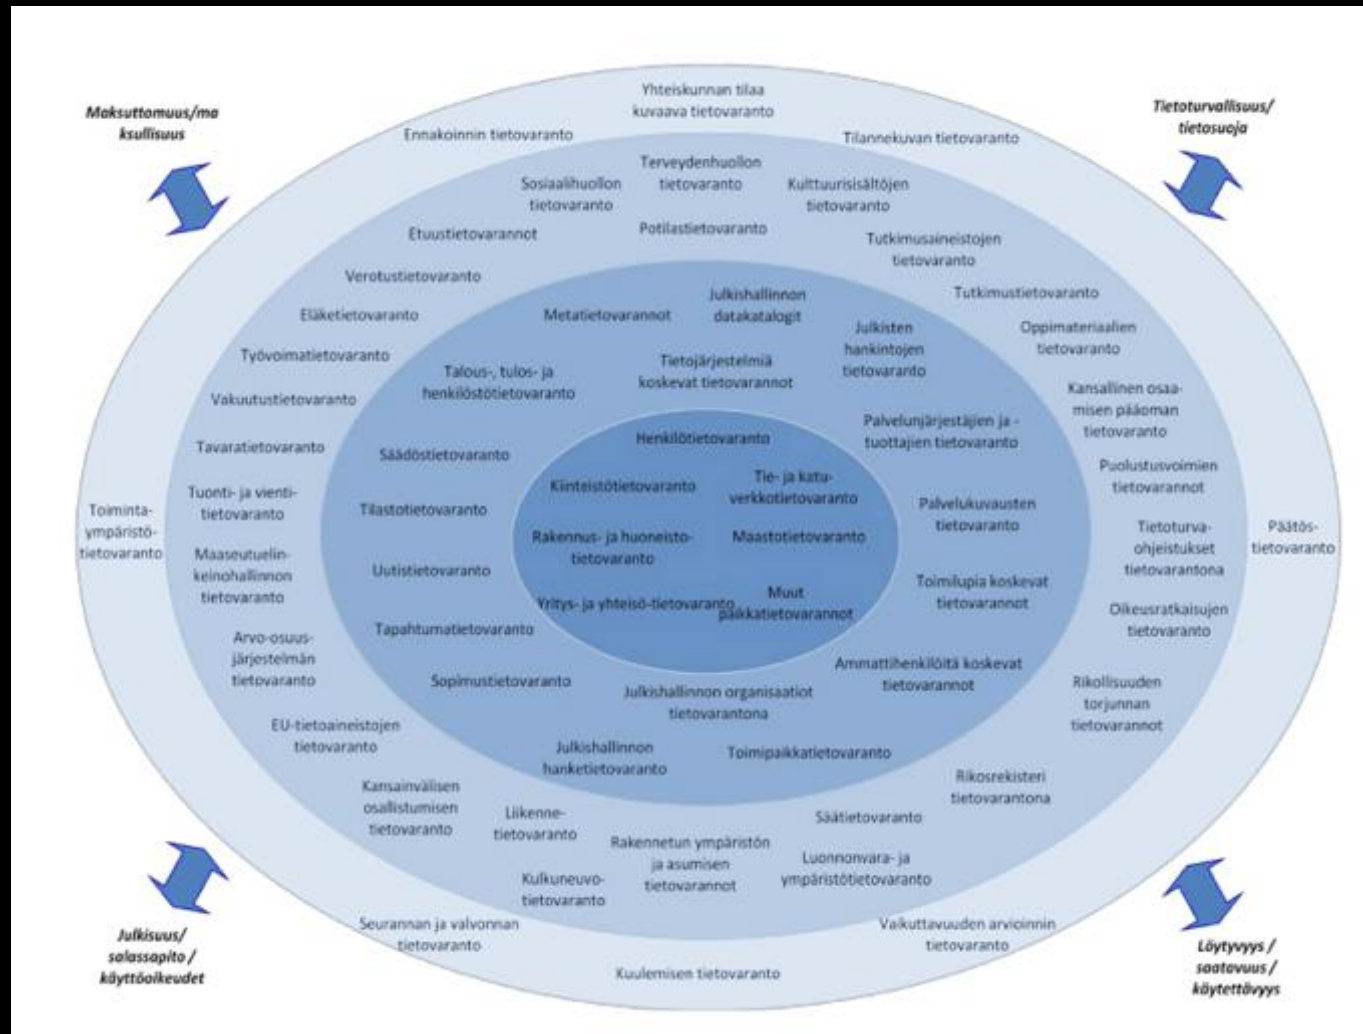 Yhteiskunnan tilaa
kuvaava tietovaranto
Maksuttomuus/ma
ksullisuus
Tietoturvallisuus/
tietosuoja
Ennakoinnin tietovaranto
Tilannekuvan tietovaranto
Terveydenhuollon
tietovaranto
Sosiaalihuollon
tietovaranto
Kulttuurisisältöjen
tietovaranto
Etuustietovarannot
Potilastietovaranto
Tutkimusaineistojen
tietovaranto
Verotustietovaranto
Tutkimustietovaranto
Eläketietovaranto
Metatietovarannot
Julkishallinnon
datakatalogit
Julkisten
hankintojen
tietovaranto
Oppimateriaalien
tietovaranto
Työvoimatietovaranto
Talous-, tulos- ja
henkilöstötietovaranto
Tietojärjestelmiä
koskevat tietovarannot
Kansallinen osaa-
misen pääoman
tietovaranto
Vakuutustietovaranto
Palvelunjärjestäjien ja -
tuottajien tietovaranto
Tavaratietovaranto
Säädöstietovaranto
Henkilötietovaranto
Puolustusvoimien
tietovarannot
Kiinteistötietovaranto
Tie- ja katu-
verkkotietovaranto
Tuonti- ja vienti-
tietovaranto
Tilastotietovaranto
Palvelukuvausten
tietovaranto
Toiminta-
ympäristö-
tietovaranto
Rakennus- ja huoneisto-
tietovaranto
Maastotietovaranto
Tietoturva-
ohjeistukset
tietovarantona
Päätös-
tietovaranto
Maaseutuelin-
keinohallinnon
tietovaranto
Uutistietovaranto
Toimilupia koskevat
tietovarannot
Yritys- ja yhteisö-tietovaranto
Muut
paikkatietovarannot
Oikeusratkaisujen
tietovaranto
Arvo-osuus-
järjestelmän
tietovaranto
Tapahtumatietovaranto
Ammattihenkilöitä koskevat
tietovarannot
Sopimustietovaranto
Julkishallinnon organisaatiot
tietovarantona
Rikollisuuden
torjunnan
tietovarannot
EU-tietoaineistojen
tietovaranto
Julkishallinnon
hanketietovaranto
Toimipaikkatietovaranto
Rikosrekisteri
tietovarantona
Kansainvälisen
osallistumisen
tietovaranto
Liikenne-
tietovaranto
Säätietovaranto
Rakennetun ympäristön
ja asumisen
tietovarannot
Luonnonvara- ja
ympäristötietovaranto
Kulkuneuvo-
tietovaranto
Seurannan ja valvonnan
tietovaranto
Vaikuttavuuden arvioinnin
tietovaranto
Kuulemisen tietovaranto
Julkisuus/
salassapito /
käyttöoikeudet
Löytyvyys /
saatavuus /
käytettävyys